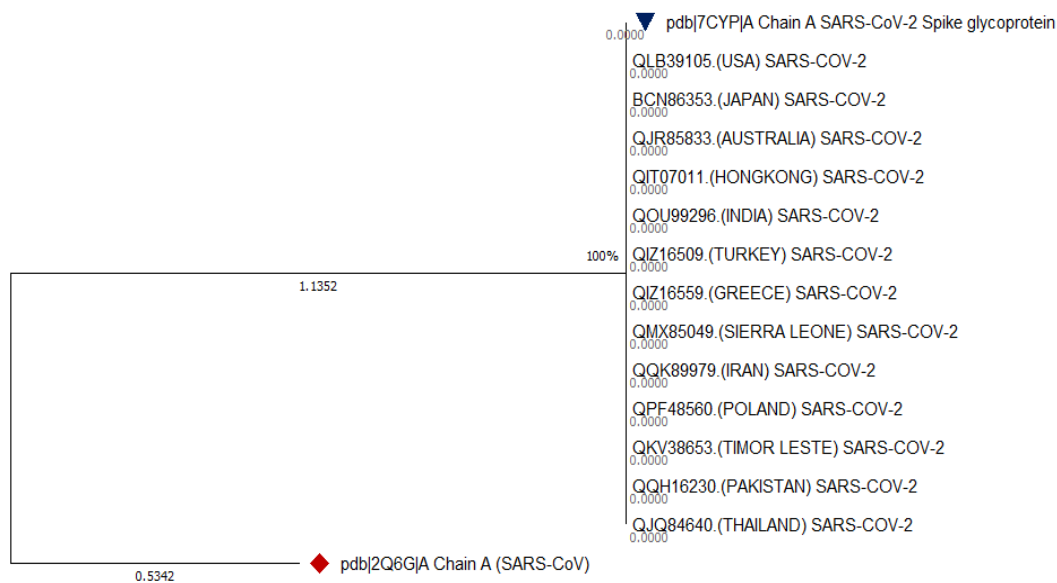 pdb|7CYP|A Chain A SARS-CoV-2 Spike glycoprotein
0.0000
QLB39105.(USA) SARS-COV-2
0.0000
BCN86353.(JAPAN) SARS-COV-2
0.0000
QJR85833.(AUSTRALIA) SARS-COV-2
0.0000
QIT07011.(HONGKONG) SARS-COV-2
0.0000
QOU99296.(INDIA) SARS-COV-2
0.0000
100%
QIZ16509.(TURKEY) SARS-COV-2
0.0000
1.1352
QIZ16559.(GREECE) SARS-COV-2
0.0000
QMX85049.(SIERRA LEONE) SARS-COV-2
0.0000
QQK89979.(IRAN) SARS-COV-2
0.0000
QPF48560.(POLAND) SARS-COV-2
0.0000
QKV38653.(TIMOR LESTE) SARS-COV-2
0.0000
QQH16230.(PAKISTAN) SARS-COV-2
0.0000
QJQ84640.(THAILAND) SARS-COV-2
0.0000
pdb|2Q6G|A Chain A (SARS-CoV)
0.5342